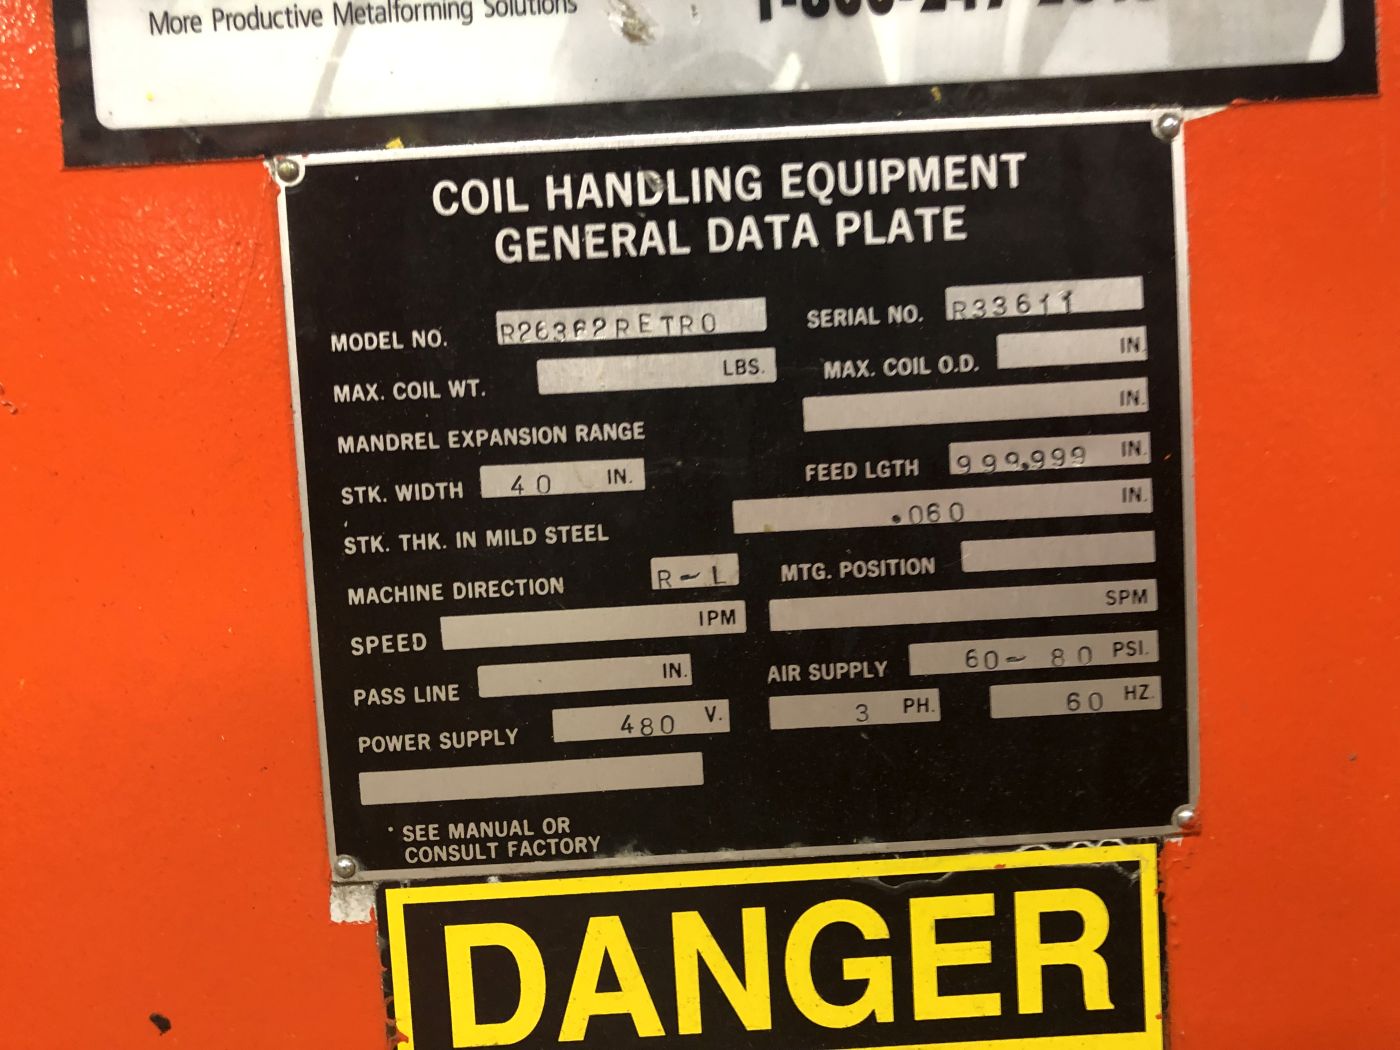 More Productive Metalforming Solutions
COIL HANDLING EQUIPMENT
GENERAL DATA PLATE
MODEL NO. R26362RETRO SERIAL NO. R33611
MAX. COIL WT. LBS. MAX. COIL O.D. IN.
MANDREL EXPANSION RANGE IN.
STK. WIDTH 40 IN. FEED LGTH 999.999 IN.
STK. THK. IN MILD STEEL .060 IN.
MACHINE DIRECTION R-L MTG. POSITION
SPEED IPM SPM
PASS LINE IN. AIR SUPPLY 60- 80 PSI.
POWER SUPPLY 480 V. 3 PH. 60 HZ.
· SEE MANUAL OR
CONSULT FACTORY
DANGER